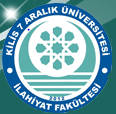 KİLİS 7 ARALIK ÜNİVERSİTESİ
2012
İLAHİYAT FAKÜLTESİ